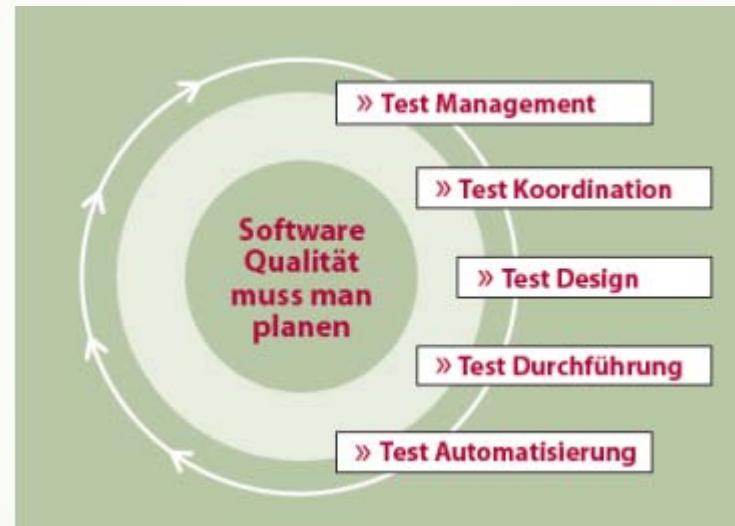 » Test Management
» Test Koordination
Software
Qualität
muss man
planen
» Test Design
» Test Durchführung
» Test Automatisierung